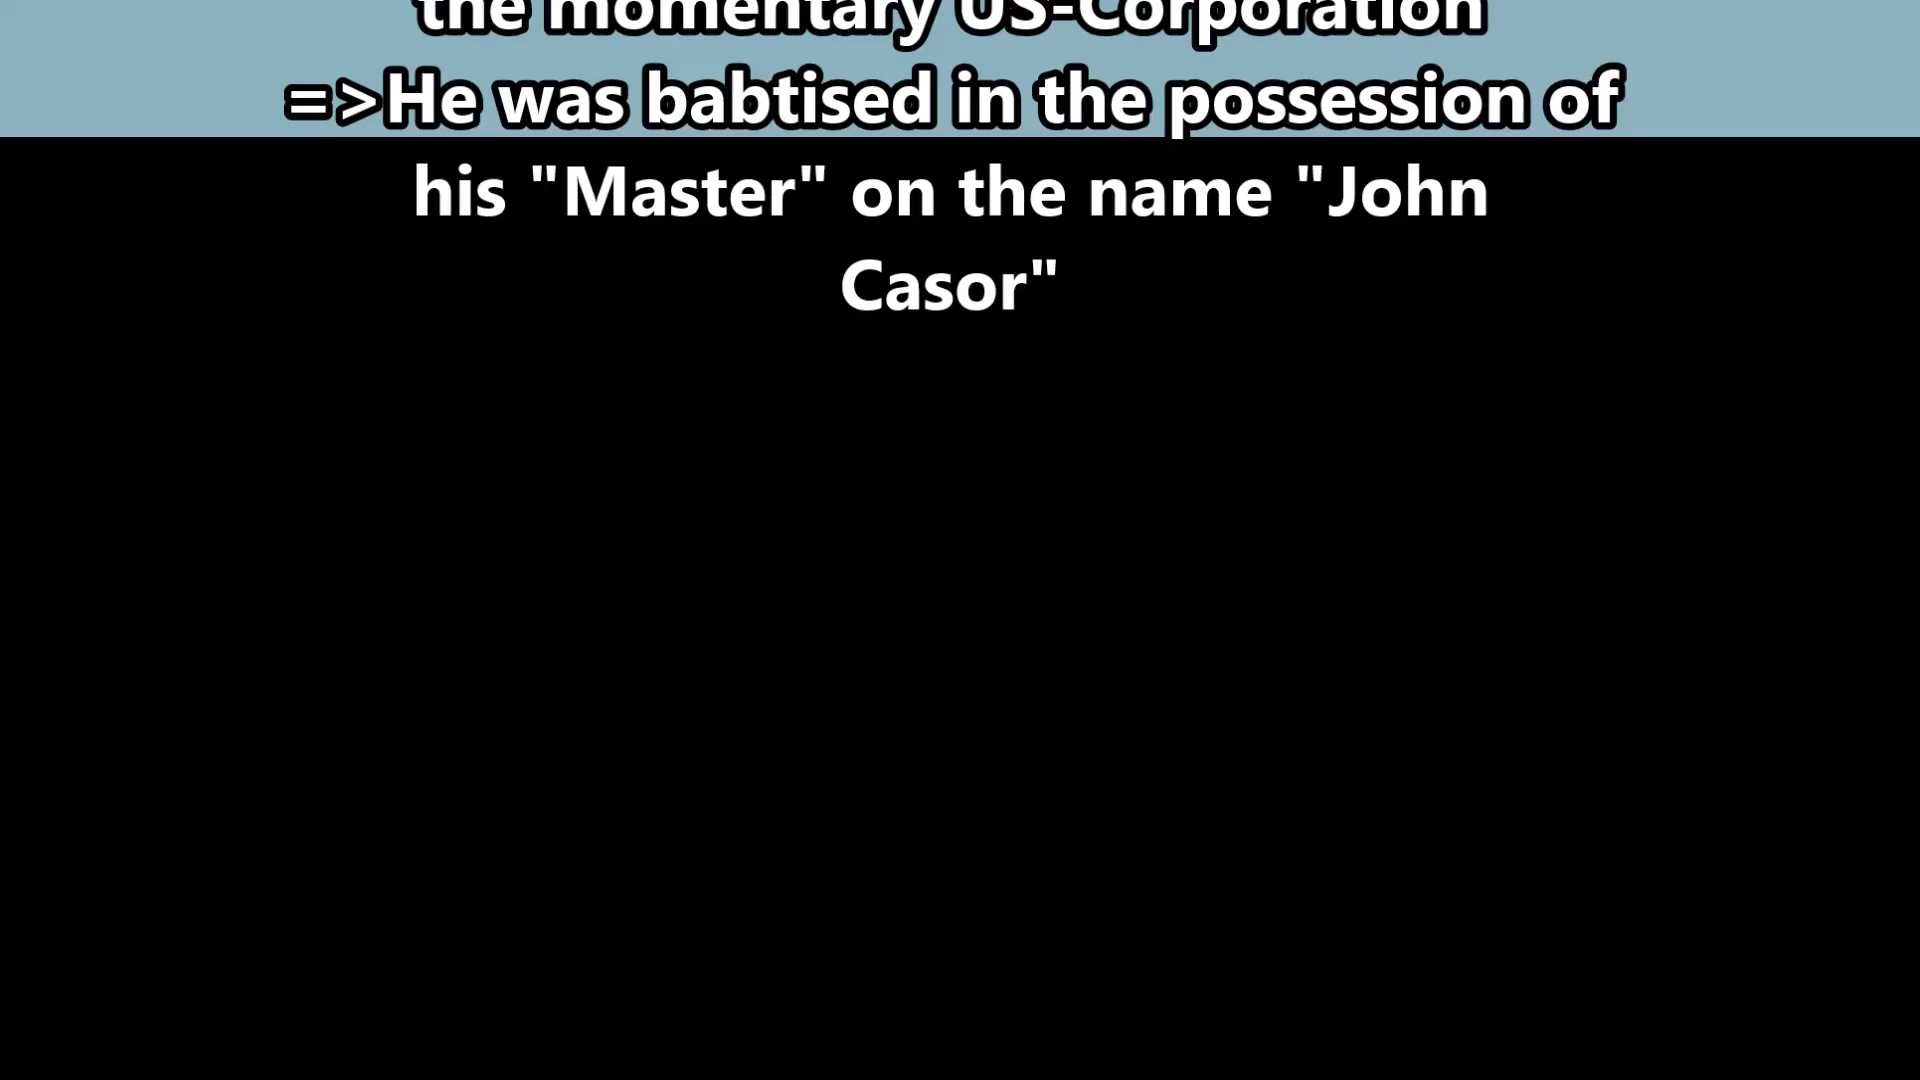 the momentary US-Corporation
=>He was babtised in the possession of
his "Master" on the name "John
Casor"